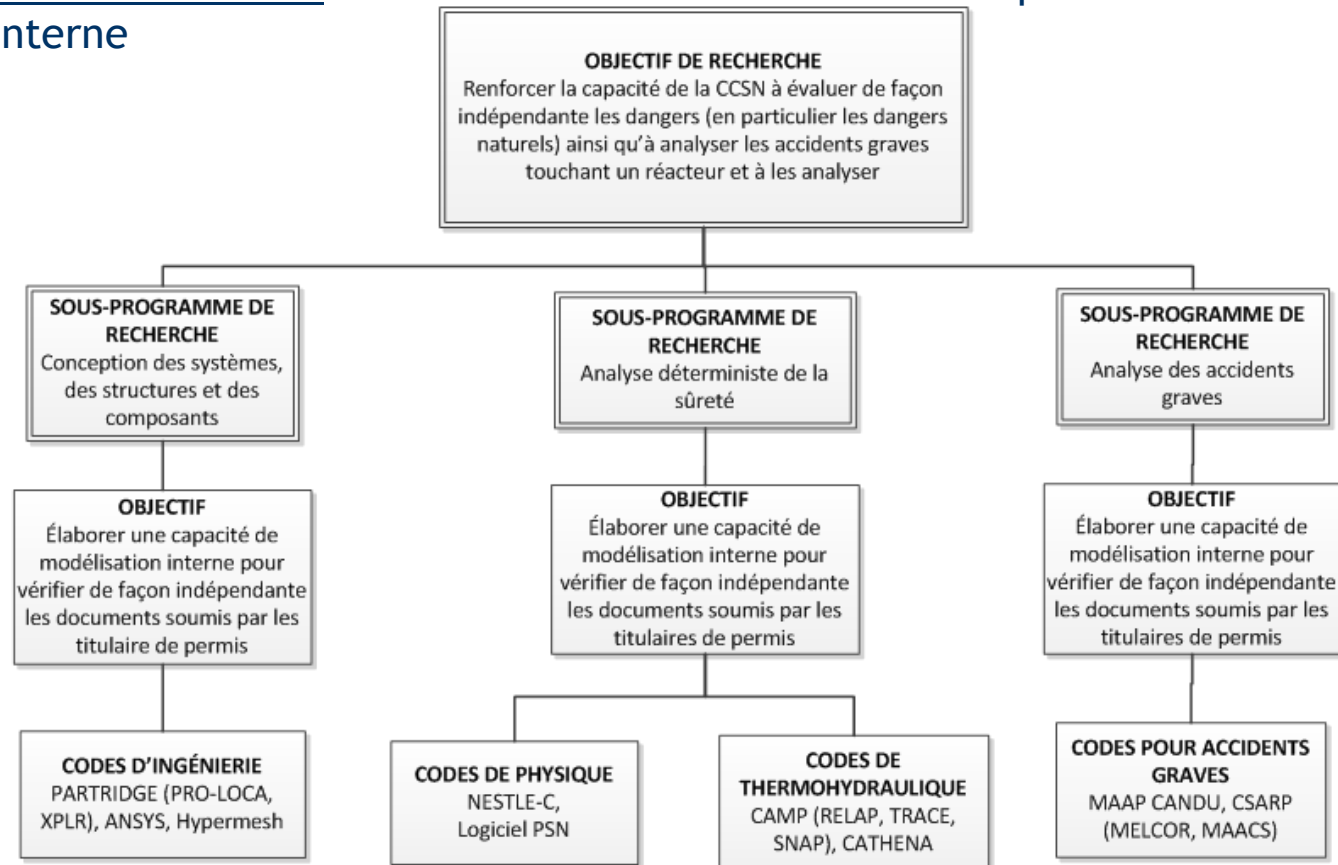 nterne
OBJECTIF DE RECHERCHE
Renforcer la capacité de la CCSN à évaluer de façon
indépendante les dangers (en particulier les dangers
naturels) ainsi qu'à analyser les accidents graves
touchant un réacteur et à les analyser
SOUS-PROGRAMME DE
RECHERCHE
Conception des systèmes,
des structures et des
composants
SOUS-PROGRAMME DE
RECHERCHE
Analyse déterministe de la
sûreté
SOUS-PROGRAMME DE
RECHERCHE
Analyse des accidents
graves
OBJECTIF
Élaborer une capacité de
modélisation interne pour
vérifier de façon indépendante
les documents soumis par les
titulaire de permis
OBJECTIF
Élaborer une capacité de
modélisation interne pour
vérifier de façon indépendante
les documents soumis par les
titulaires de permis
OBJECTIF
Élaborer une capacité de
modélisation interne pour
vérifier de façon indépendante
les documents soumis par les
titulaires de permis
CODES D'INGÉNIERIE
PARTRIDGE (PRO-LOCA,
XPLR), ANSYS, Hypermesh
CODES DE PHYSIQUE
NESTLE-C,
Logiciel PSN
CODES DE
THERMOHYDRAULIQUE
CAMP (RELAP, TRACE,
SNAP), CATHENA
CODES POUR ACCIDENTS
GRAVES
MAAP CANDU, CSARP
(MELCOR, MAACS)